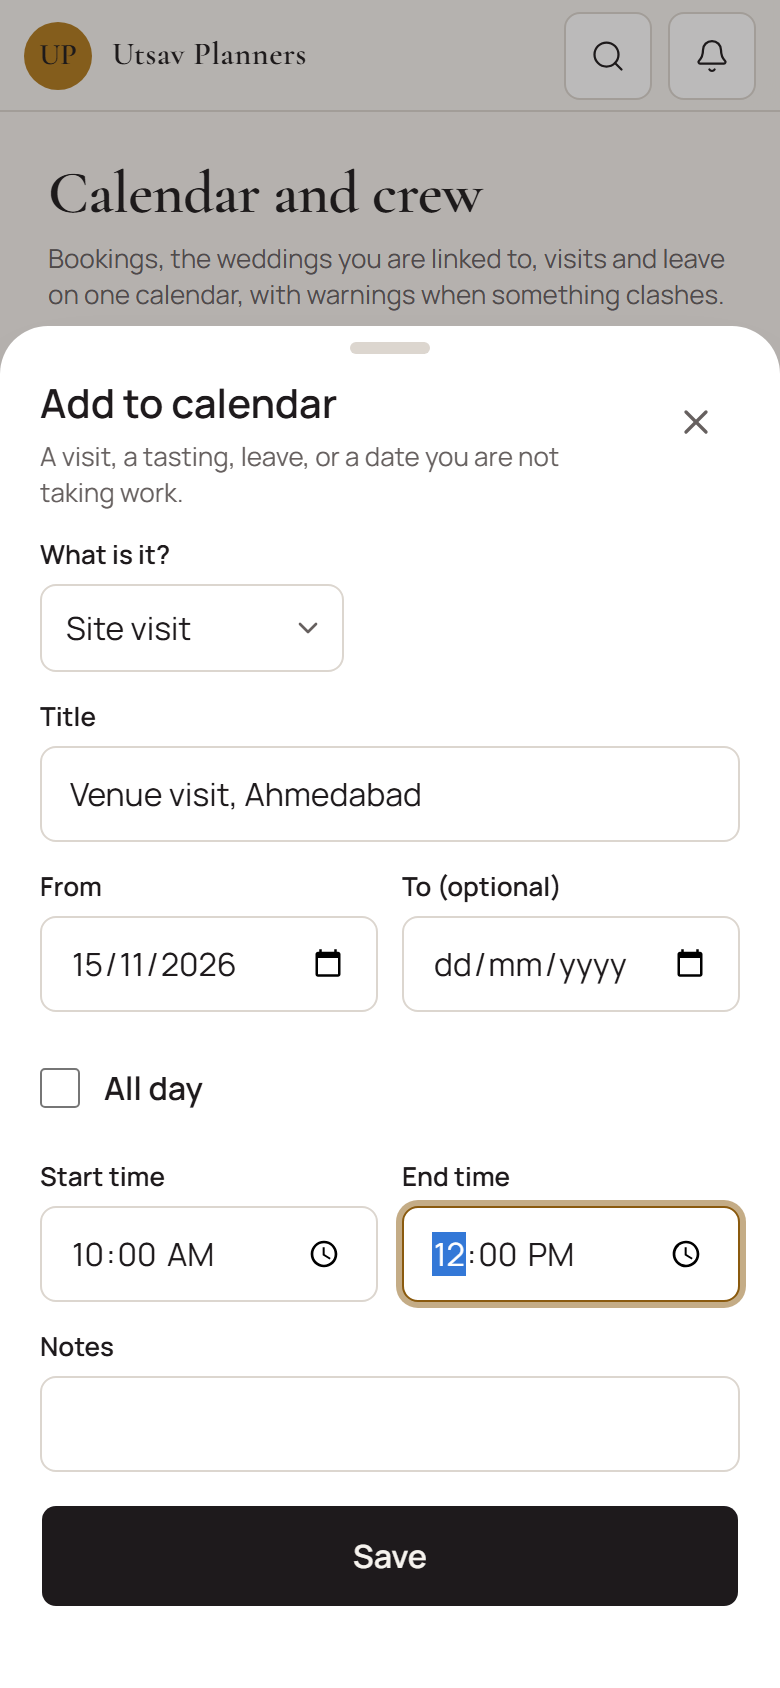 UP
Utsav Planners
Calendar and crew
Bookings, the weddings you are linked to, visits and leave
on one calendar, with warnings when something clashes.
Add to calendar
A visit, a tasting, leave, or a date you are not
taking work.
What is it?
Site visit
Title
Venue visit, Ahmedabad
From To (optional)
15/11/2026 dd/mm/yyyy
All day
Start time End time
10:00 AM 12:00 PM
Notes
Save